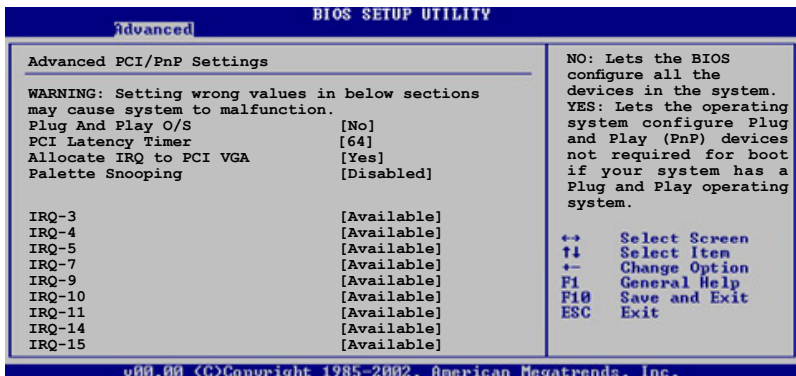 BIOS SETUP UTILITY
Advanced
Advanced PCI/PnP Settings
WARNING: Setting wrong values in below sections
may cause system to malfunction.
Plug And Play O/S [No]
PCI Latency Timer [64]
Allocate IRQ to PCI VGA [Yes]
Palette Snooping [Disabled]
IRQ-3 [Available]
IRQ-4 [Available]
IRQ-5 [Available]
IRQ-7 [Available]
IRQ-9 [Available]
IRQ-10 [Available]
IRQ-11 [Available]
IRQ-14 [Available]
IRQ-15 [Available]
NO: Lets the BIOS
configure all the
devices in the system.
YES: Lets the operating
system configure Plug
and Play (PnP) devices
not required for boot
if your system has a
Plug and Play operating
system.
←→ Select Screen
↑↓ Select Item
+- Change Option
F1 General Help
F10 Save and Exit
ESC Exit
v00.00 (C)Copyright 1985-2002, American Megatrends, Inc.